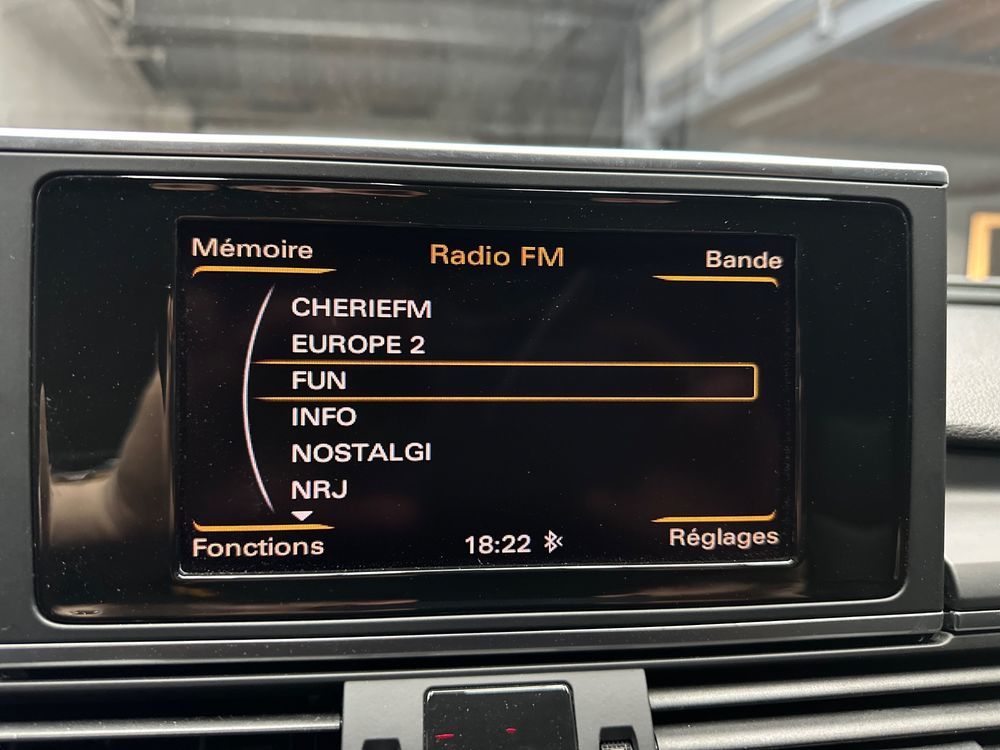 Mémoire Radio FM Bande
CHERIEFM
EUROPE 2
FUN
INFO
NOSTALGI
NRJ
Fonctions 18:22 Réglages